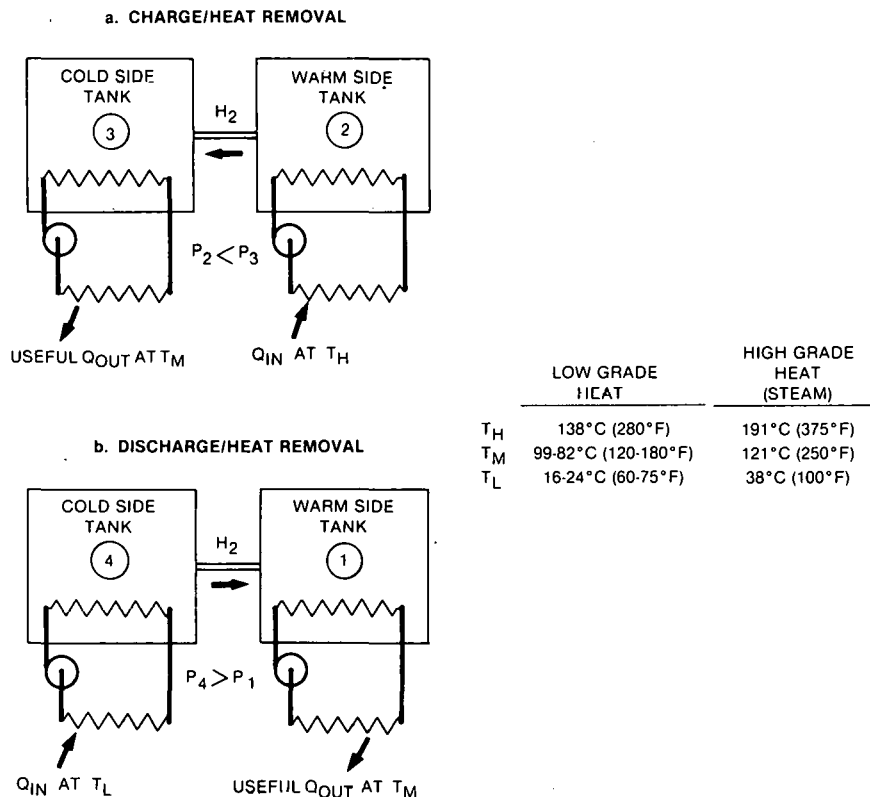 a. CHARGE/HEAT REMOVAL
COLD SIDE
TANK
3
H2
WARM SIDE
TANK
2
P2 < P3
USEFUL QOUT AT TM
QIN AT TH
b. DISCHARGE/HEAT REMOVAL
COLD SIDE
TANK
4
H2
WARM SIDE
TANK
1
P4 > P1
QIN AT TL
USEFUL QOUT AT TM
LOW GRADE
HEAT
HIGH GRADE
HEAT
(STEAM)
TH 138°C (280°F) 191°C (375°F)
TM 99-82°C (120-180°F) 121°C (250°F)
TL 16-24°C (60-75°F) 38°C (100°F)